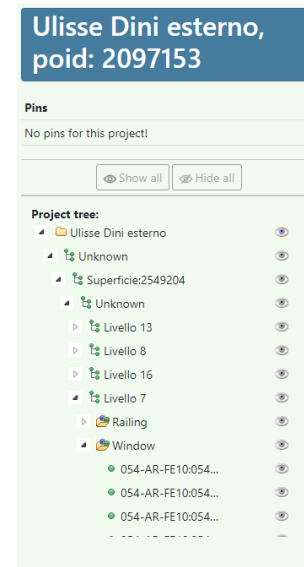 Ulisse Dini esterno,
poid: 2097153
Pins
No pins for this project!
Show all Hide all
Project tree:
Ulisse Dini esterno
Unknown
Superficie:2549204
Unknown
Livello 13
Livello 8
Livello 16
Livello 7
Railing
Window
054-AR-FE10:054...
054-AR-FE10:054...
054-AR-FE10:054...